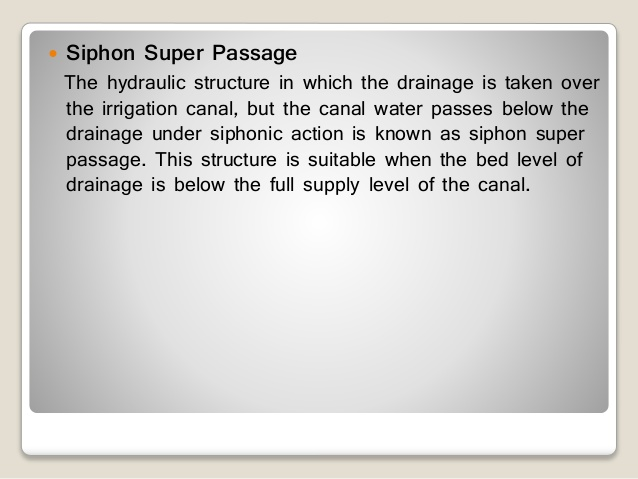 Siphon Super Passage
The hydraulic structure in which the drainage is taken over
the irrigation canal, but the canal water passes below the
drainage under siphonic action is known as siphon super
passage. This structure is suitable when the bed level of
drainage is below the full supply level of the canal.